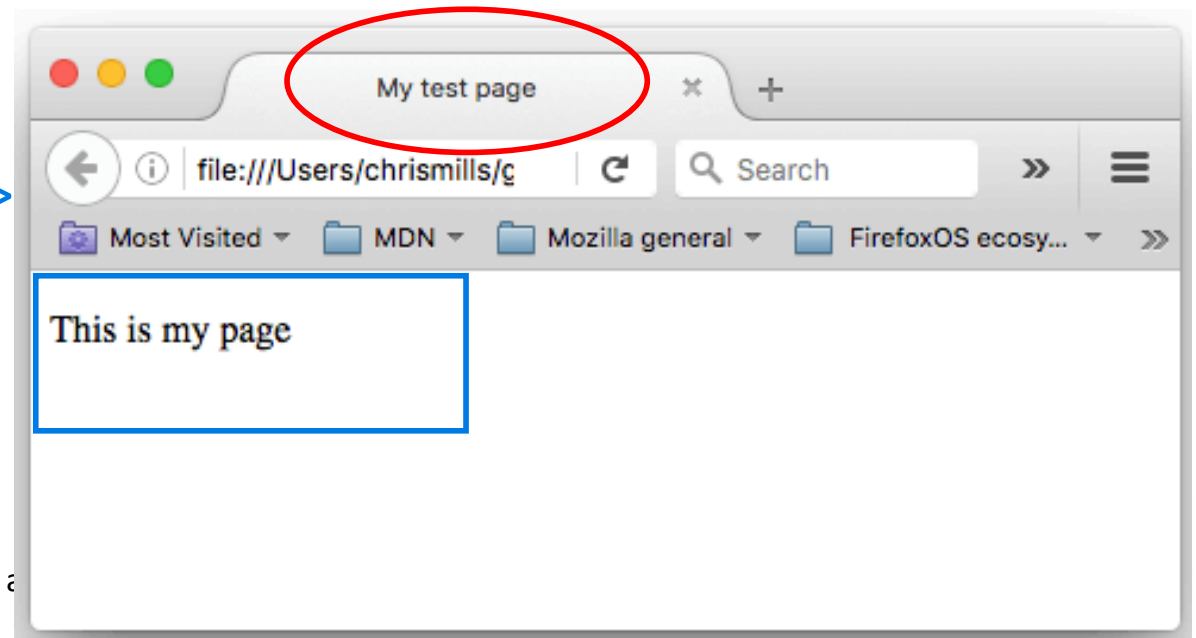 My test page
file:///Users/chrismills/g
Search
>
Most Visited MDN Mozilla general FirefoxOS ecosy...
This is my page
a